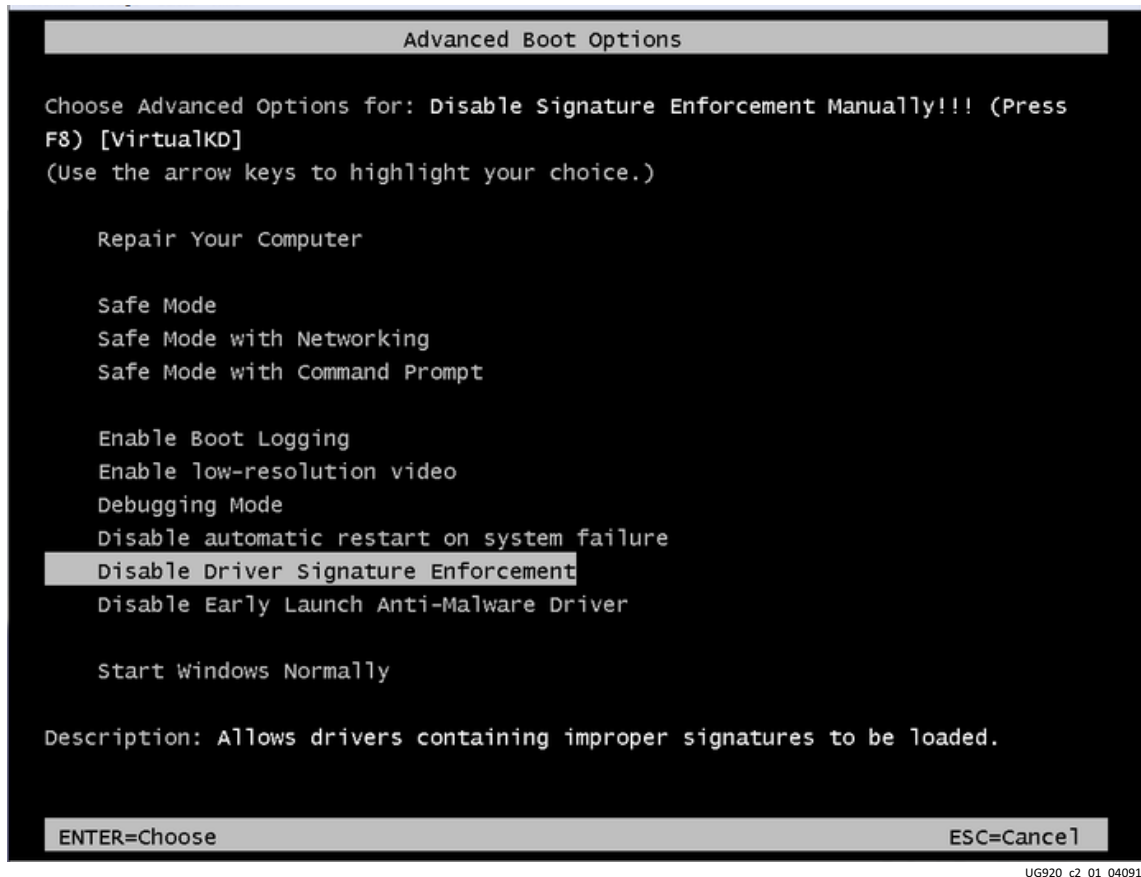 Advanced Boot Options
Choose Advanced Options for: Disable Signature Enforcement Manually!!! (Press
F8) [VirtualKD]
(Use the arrow keys to highlight your choice.)
Repair Your Computer
Safe Mode
Safe Mode with Networking
Safe Mode with Command Prompt
Enable Boot Logging
Enable low-resolution video
Debugging Mode
Disable automatic restart on system failure
Disable Driver Signature Enforcement
Disable Early Launch Anti-Malware Driver
Start Windows Normally
Description: Allows drivers containing improper signatures to be loaded.
ENTER=Choose ESC=Cancel
UG920_c2_01_04091